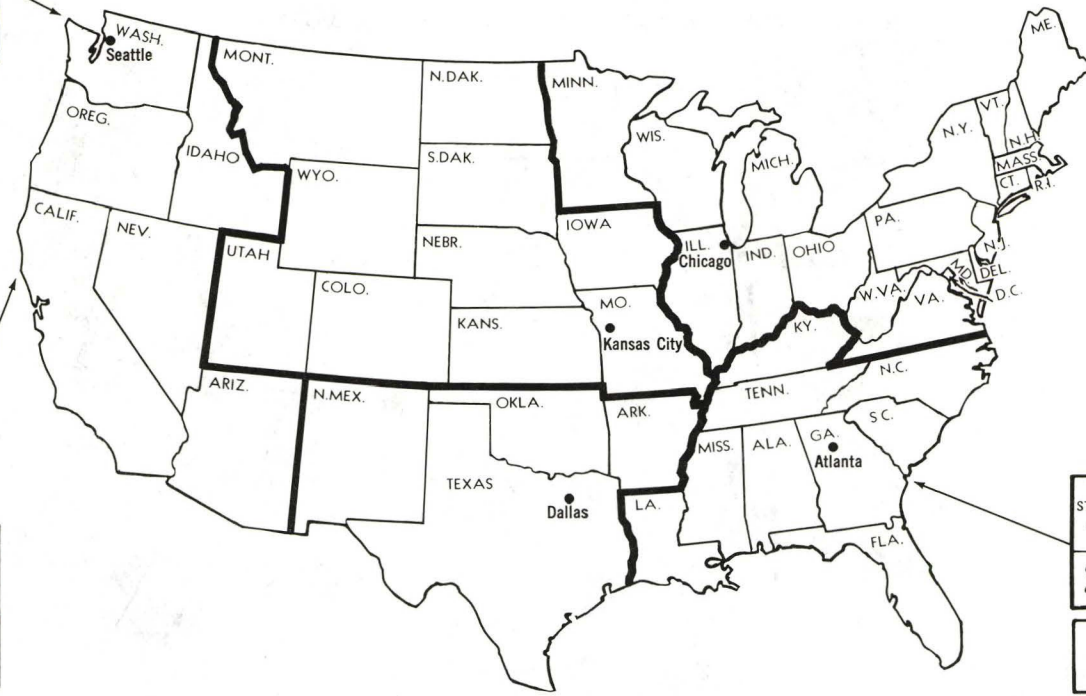 WASH.
Seattle
MONT.
N.DAK.
MINN.
ME.
OREG.
IDAHO
WIS.
MICH.
N.Y.
VT.
N.H.
MASS.
CT.
R.I.
S.DAK.
WYO.
CALIF.
NEV.
UTAH
NEBR.
IOWA
ILL.
Chicago
IND.
OHIO
PA.
N.J.
DEL.
MD.
D.C.
COLO.
KANS.
MO.
Kansas City
KY.
W.VA.
VA.
ARIZ.
N.MEX.
OKLA.
ARK.
TENN.
N.C.
S.C.
TEXAS
Dallas
LA.
MISS.
ALA.
GA.
Atlanta
FLA.